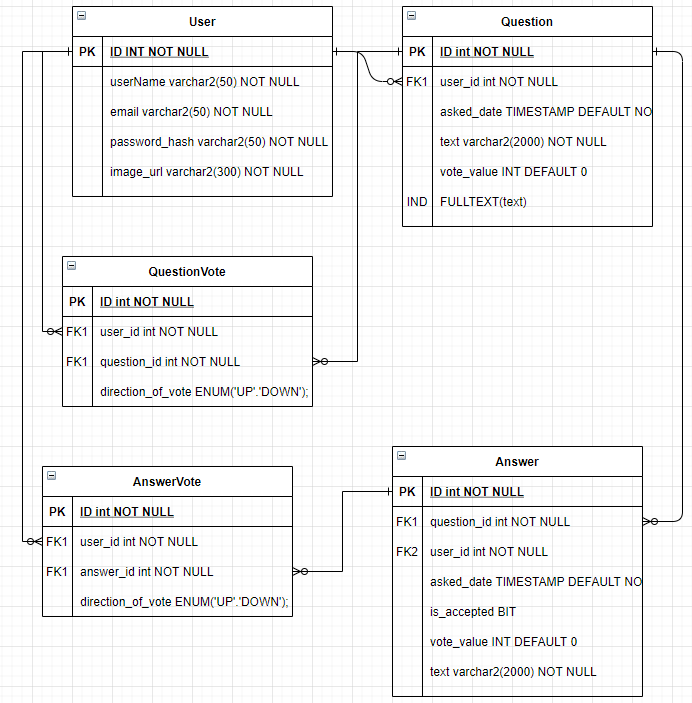 User
PK ID INT NOT NULL
userName varchar2(50) NOT NULL
email varchar2(50) NOT NULL
password_hash varchar2(50) NOT NULL
image_url varchar2(300) NOT NULL
Question
PK ID int NOT NULL
FK1 user_id int NOT NULL
asked_date TIMESTAMP DEFAULT NO
text varchar2(2000) NOT NULL
vote_value INT DEFAULT 0
IND FULLTEXT(text)
QuestionVote
PK ID int NOT NULL
FK1 user_id int NOT NULL
FK1 question_id int NOT NULL
direction_of_vote ENUM('UP'.'DOWN');
AnswerVote
PK ID int NOT NULL
FK1 user_id int NOT NULL
FK1 answer_id int NOT NULL
direction_of_vote ENUM('UP'.'DOWN');
Answer
PK ID int NOT NULL
FK1 question_id int NOT NULL
FK2 user_id int NOT NULL
asked_date TIMESTAMP DEFAULT NO
is_accepted BIT
vote_value INT DEFAULT 0
text varchar2(2000) NOT NULL